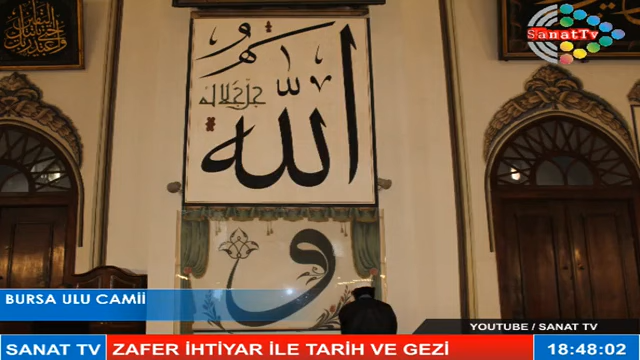 SanatTv
الله
جل جلاله
و
BURSA ULU CAMİİ
YOUTUBE / SANAT TV
SANAT TV
ZAFER İHTİYAR İLE TARİH VE GEZİ
18:48:02